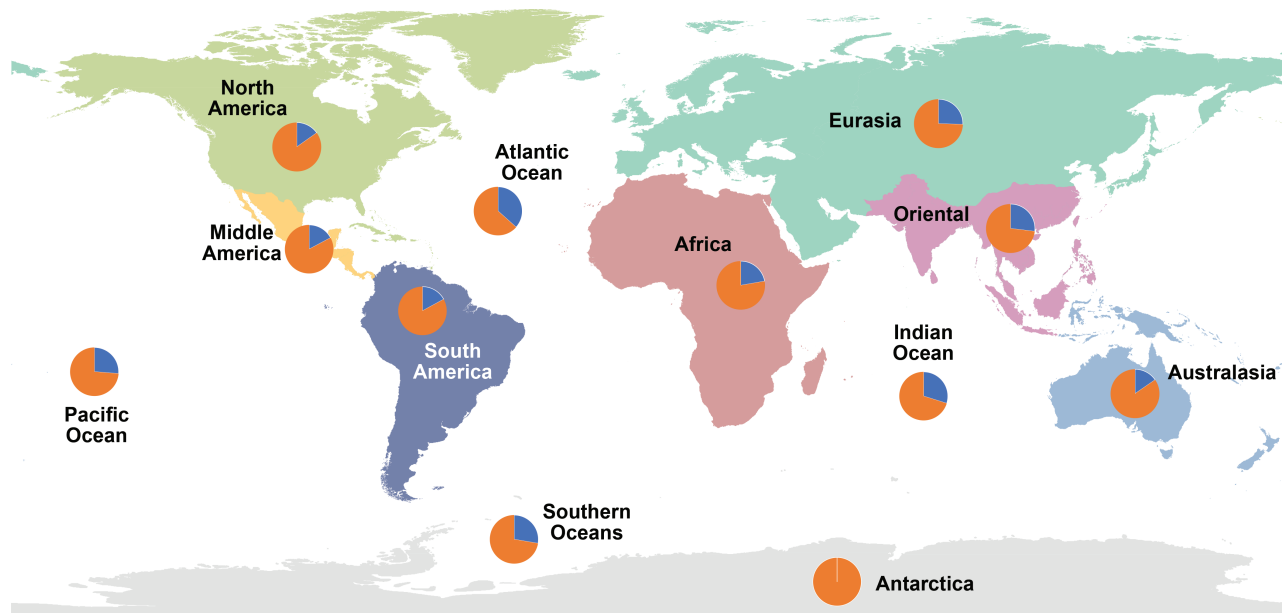 North
America
Atlantic
Ocean
Eurasia
Middle
America
Africa
Oriental
South
America
Indian
Ocean
Australasia
Pacific
Ocean
Southern
Oceans
Antarctica